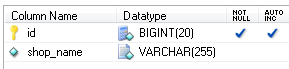 Column Name Datatype NOT NULL AUTO INC
id BIGINT(20)
shop_name VARCHAR(255)